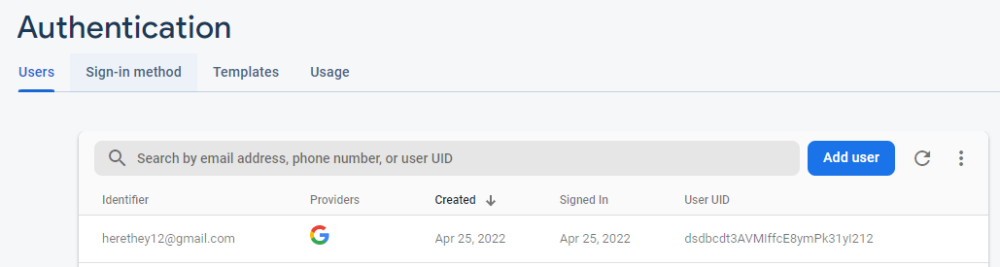 Authentication
Users Sign-in method Templates Usage
Search by email address, phone number, or user UID Add user
Identifier Providers Created Signed In User UID
herethey12@gmail.com Apr 25, 2022 Apr 25, 2022 dsdbcdt3AVMIffcE8ymPk31yI212